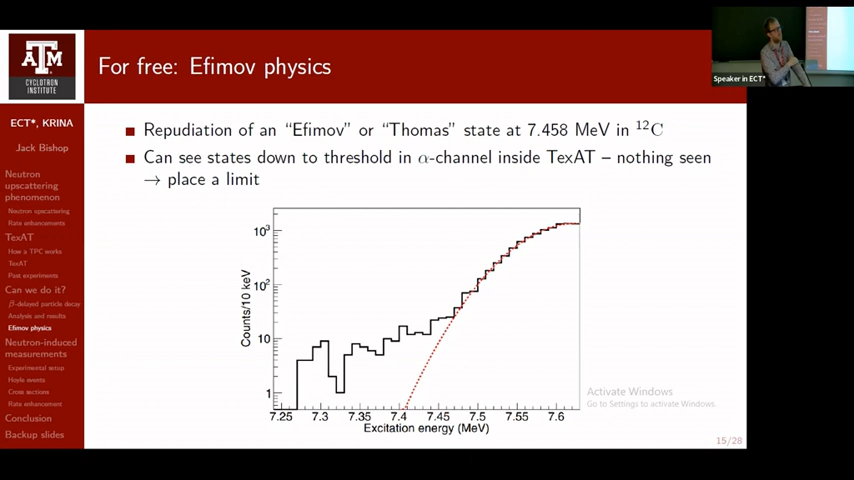 ĀM
CYCLOTRON
INSTITUTE
ECT*, KRINA
Jack Bishop
Neutron
upscattering
phenomenon
Neutron upscattering
Rate enhancements
TexAT
How a TPC works
TexAT
Past experiments
Can we do it?
β-delayed particle decay
Analysis and results
Efimov physics
Neutron-induced
measurements
Experimental setup
Hoyle events
Cross sections
Rate enhancement
Conclusion
Backup slides
For free: Efimov physics
Repudiation of an “Efimov” or “Thomas” state at 7.458 MeV in ¹²C
Can see states down to threshold in α-channel inside TexAT – nothing seen
→ place a limit
Counts/10 keV
10³
10²
10
1
7.25 7.3 7.35 7.4 7.45 7.5 7.55 7.6
Excitation energy (MeV)
Activate Windows
Go to Settings to activate Windows.
15/28
Speaker in ECT*